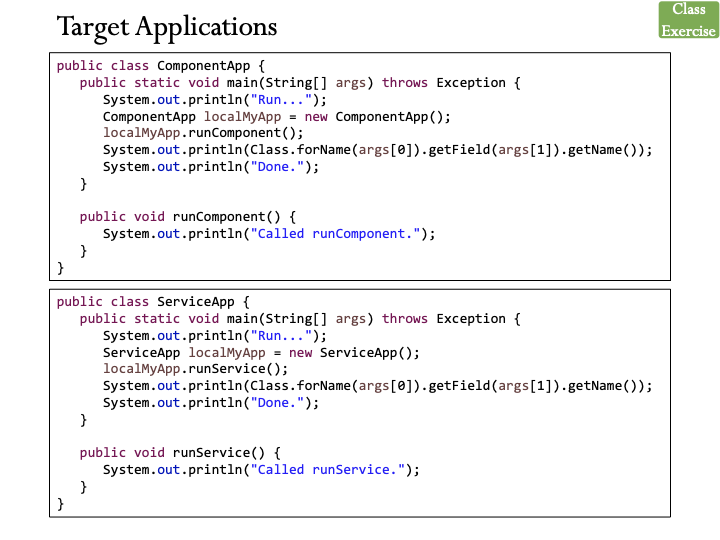 Target Applications
Class
Exercise
public class ComponentApp {
   public static void main(String[] args) throws Exception {
      System.out.println("Run...");
      ComponentApp localMyApp = new ComponentApp();
      localMyApp.runComponent();
      System.out.println(Class.forName(args[0]).getField(args[1]).getName());
      System.out.println("Done.");
   }

   public void runComponent() {
      System.out.println("Called runComponent.");
   }
}
public class ServiceApp {
   public static void main(String[] args) throws Exception {
      System.out.println("Run...");
      ServiceApp localMyApp = new ServiceApp();
      localMyApp.runService();
      System.out.println(Class.forName(args[0]).getField(args[1]).getName());
      System.out.println("Done.");
   }

   public void runService() {
      System.out.println("Called runService.");
   }
}